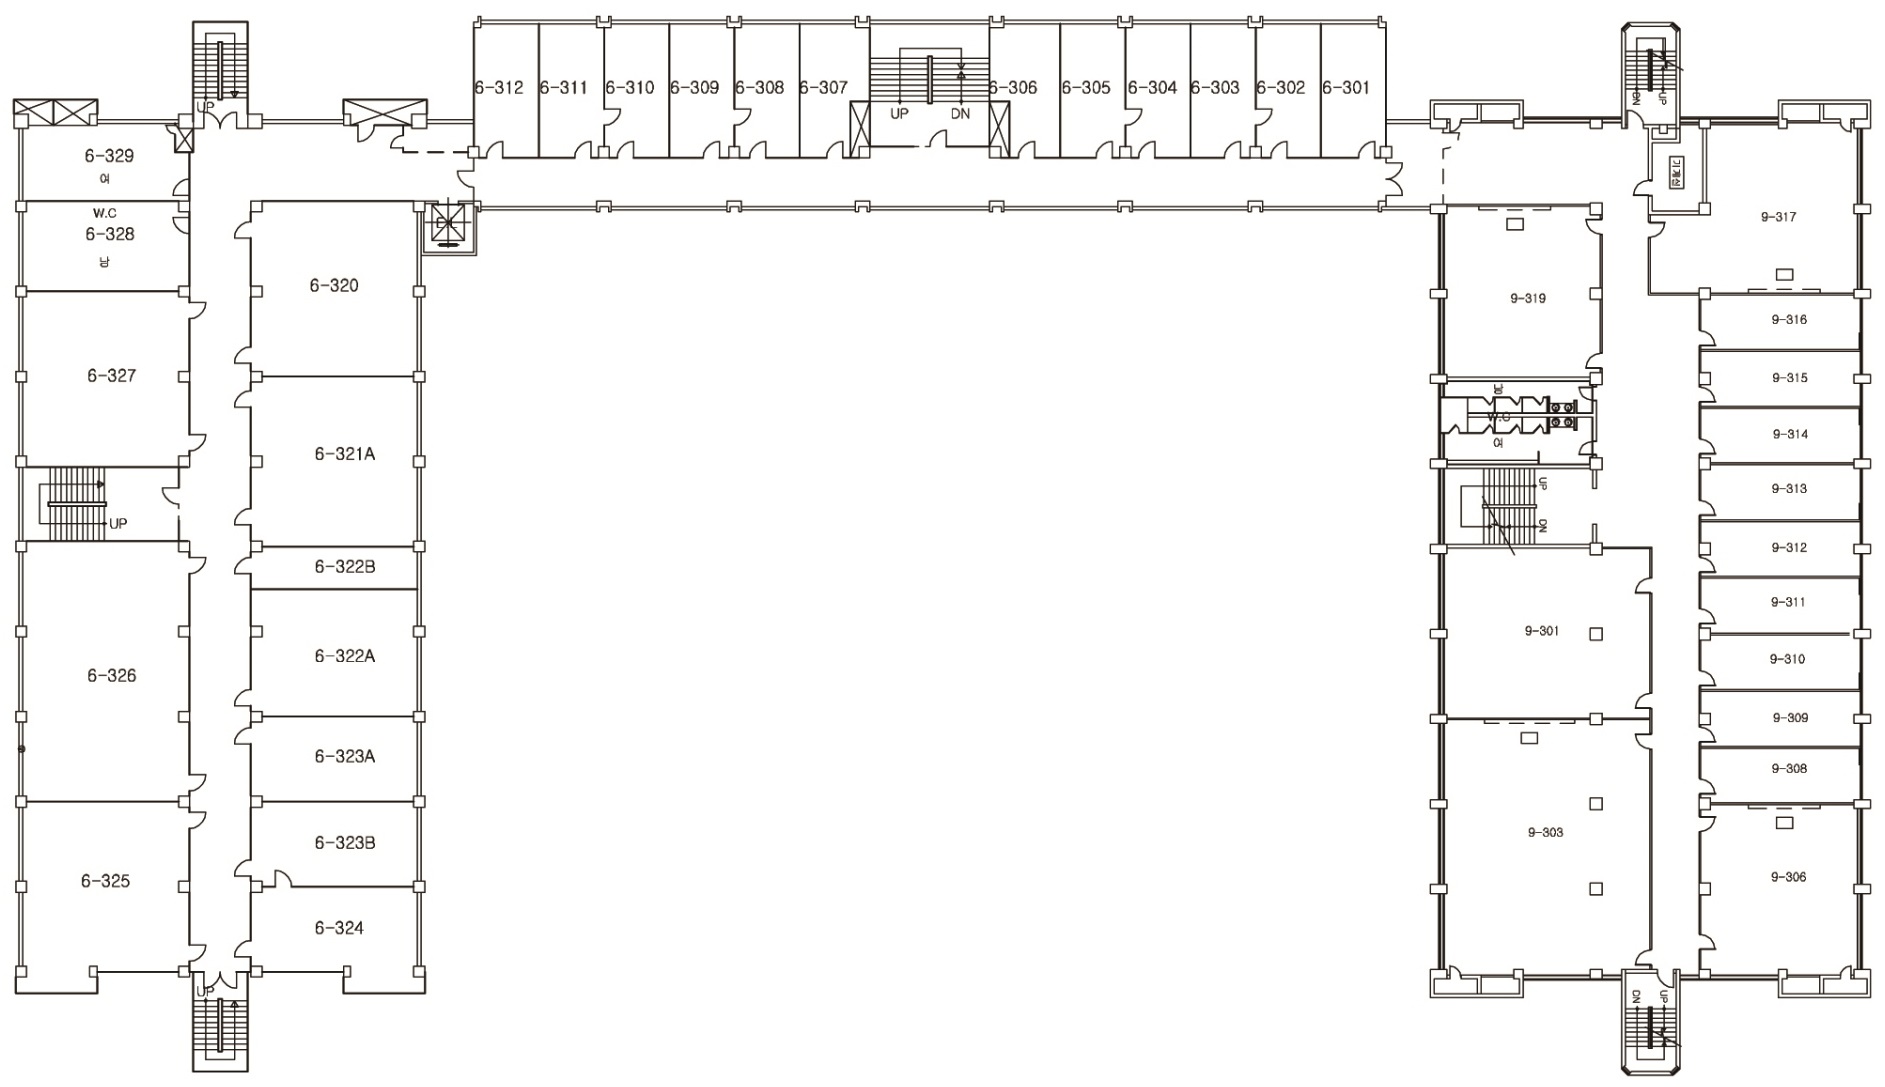 6-312
6-311
6-310
6-309
6-308
6-307
6-306
6-305
6-304
6-303
6-302
6-301
UP
DN
UP
DN
UP
6-329
여
W.C
6-328
남
6-327
UP
6-326
6-325
UP
6-320
6-321A
6-322B
6-322A
6-323A
6-323B
6-324
기계실
9-317
9-319
9-316
9-315
남
W.C
여
9-314
9-313
UP
DN
9-312
9-311
9-301
9-310
9-309
9-308
9-303
9-306
DN
UP